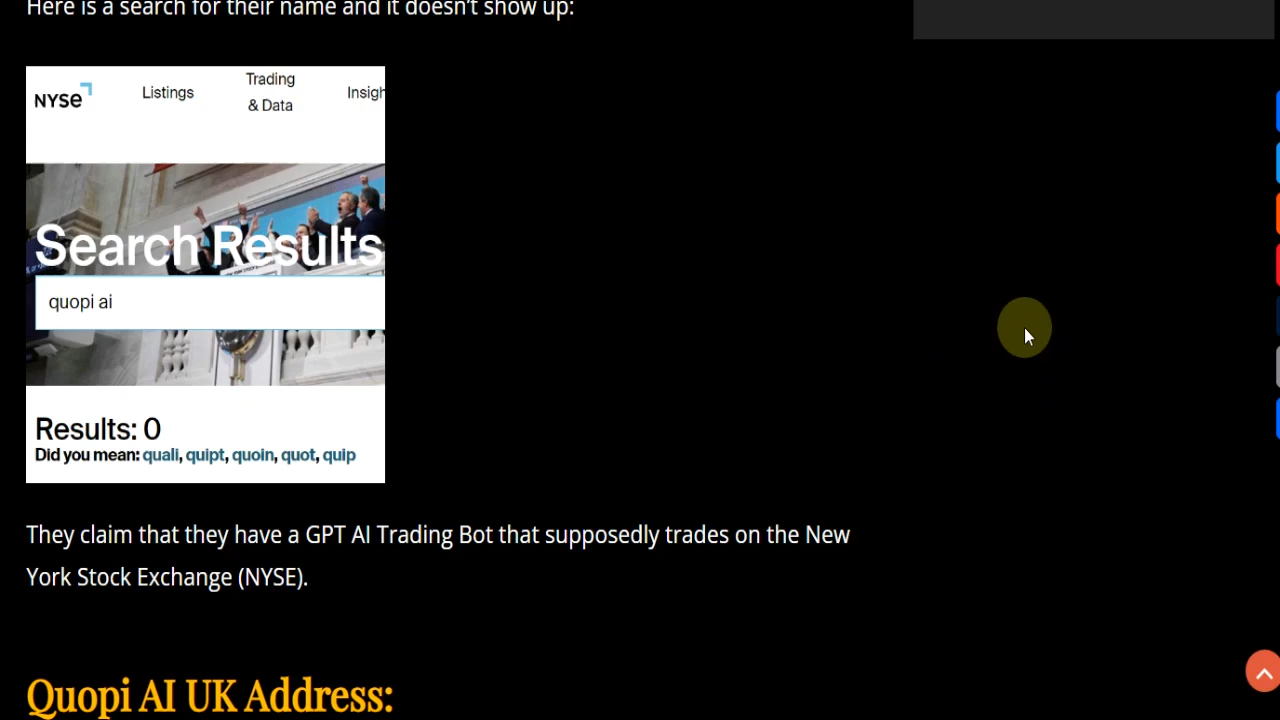 Here is a search for their name and it doesn't show up:
NYSE
Listings
Trading
& Data
Search Results
quopi ai
Results: 0
Did you mean: quali, quipt, quoin, quot, quip
They claim that they have a GPT AI Trading Bot that supposedly trades on the New
York Stock Exchange (NYSE).
Quopi AI UK Address: